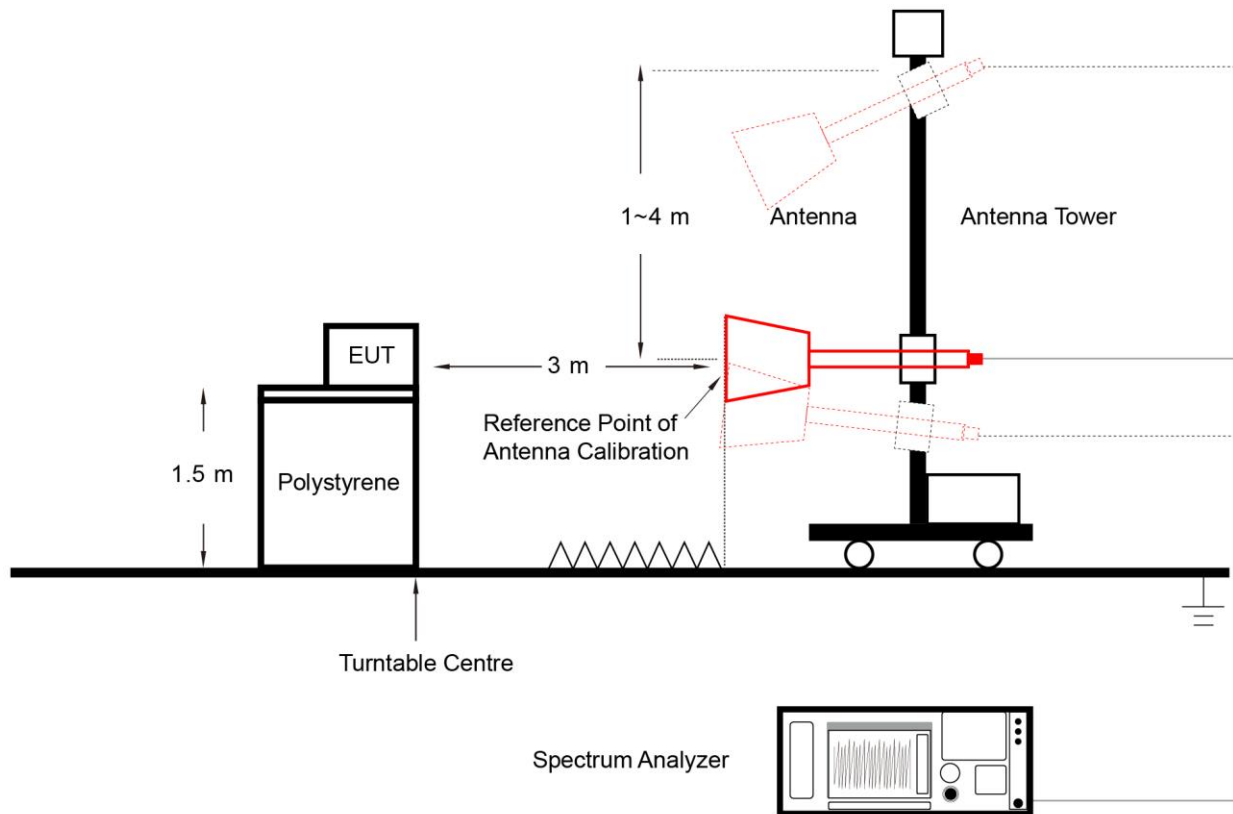 1~4 m
Antenna
Antenna Tower
EUT
3 m
Reference Point of
Antenna Calibration
1.5 m
Polystyrene
Turntable Centre
Spectrum Analyzer